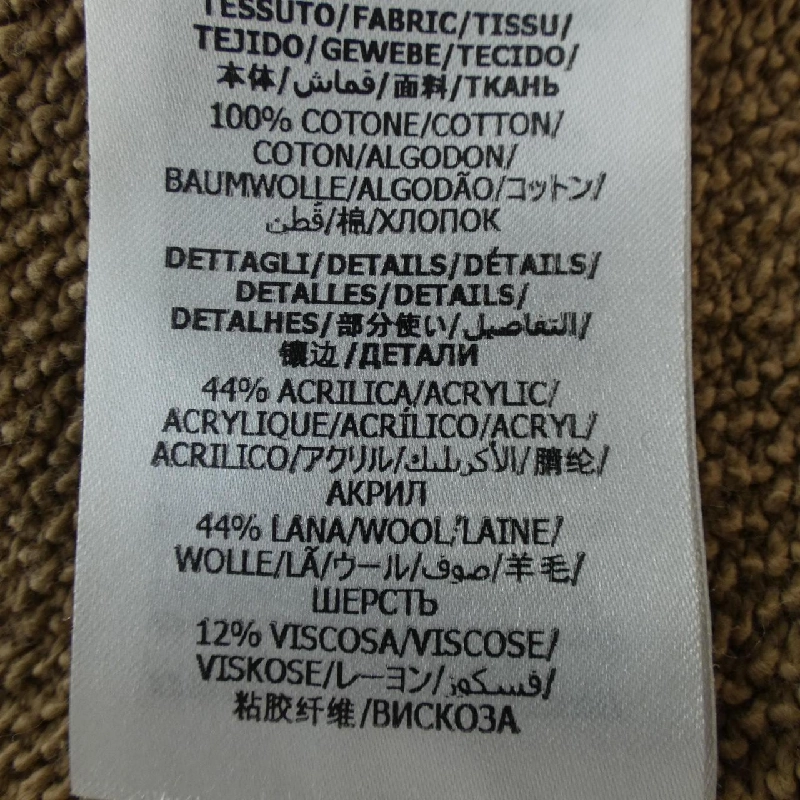 TESSUTO/FABRIC/TISSU/
TEJIDO/GEWEBE/TECIDO/
本体/قماش/面料/ТКАНЬ
100% COTONE/COTTON/
COTON/ALGODON/
BAUMWOLLE/ALGODÃO/コットン/
قُطن/棉/ХЛОПОК
DETTAGLI/DETAILS/DÉTAILS/
DETALLES/DETAILS/
DETALHES/部分使い/التفاصيل/
镶边/ДЕТАЛИ
44% ACRILICA/ACRYLIC/
ACRYLIQUE/ACRÍLICO/ACRYL/
ACRILICO/アクリル/الأكريليك/腈纶/
АКРИЛ
44% LANA/WOOL/LAINE/
WOLLE/LÃ/ウール/صوف/羊毛/
ШЕРСТЬ
12% VISCOSA/VISCOSE/
VISKOSE/レーヨン/فسكوز/
粘胶纤维/ВИСКОЗА